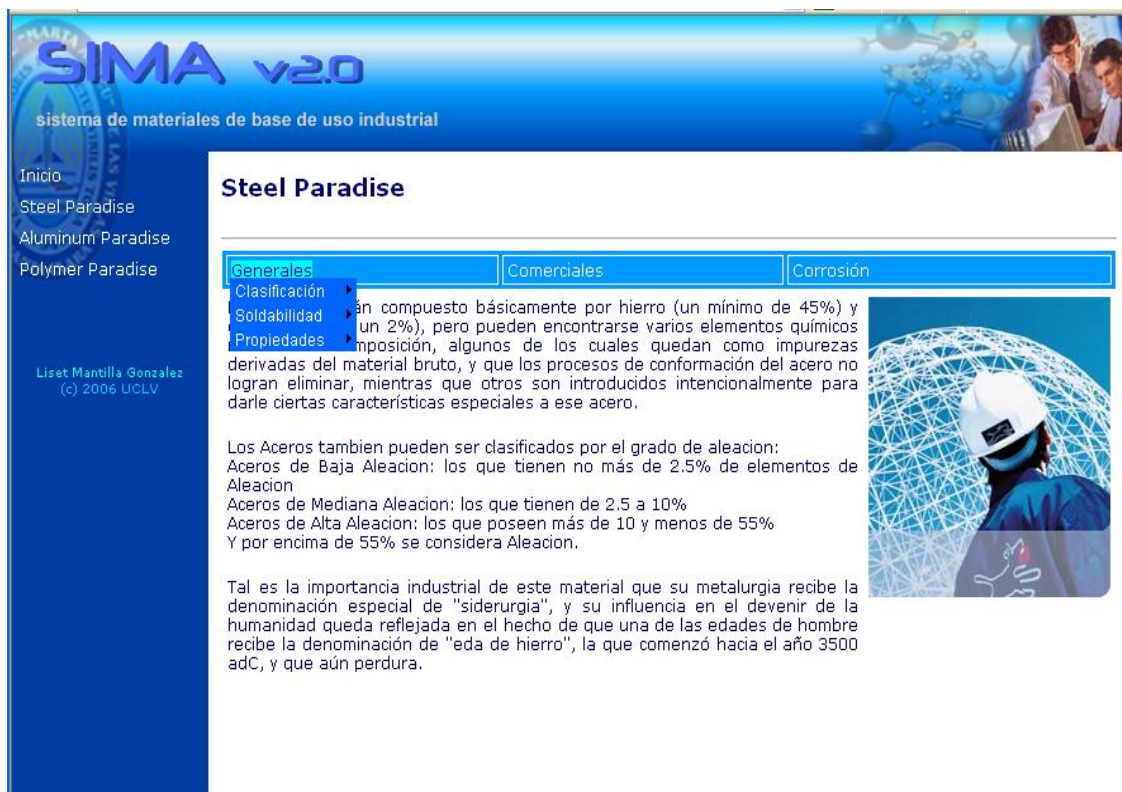 SIMA v2.0
sistema de materiales de base de uso industrial
Inicio
Steel Paradise
Aluminum Paradise
Polymer Paradise
Liset Mantilla Gonzalez
(c) 2006 UCLV
Steel Paradise
Generales Comerciales Corrosión
Clasificación
Soldabilidad
Propiedades
compuesto básicamente por hierro (un mínimo de 45%) y
un 2%), pero pueden encontrarse varios elementos químicos
algunos de los cuales quedan como impurezas
derivadas del material bruto, y que los procesos de conformación del acero no
logran eliminar, mientras que otros son introducidos intencionalmente para
darle ciertas características especiales a ese acero.
Los Aceros tambien pueden ser clasificados por el grado de aleacion:
Aceros de Baja Aleacion: los que tienen no más de 2.5% de elementos de
Aleacion
Aceros de Mediana Aleacion: los que tienen de 2.5 a 10%
Aceros de Alta Aleacion: los que poseen más de 10 y menos de 55%
Y por encima de 55% se considera Aleacion.
Tal es la importancia industrial de este material que su metalurgia recibe la
denominación especial de "siderurgia", y su influencia en el devenir de la
humanidad queda reflejada en el hecho de que una de las edades de hombre
recibe la denominación de "eda de hierro", la que comenzó hacia el año 3500
adC, y que aún perdura.